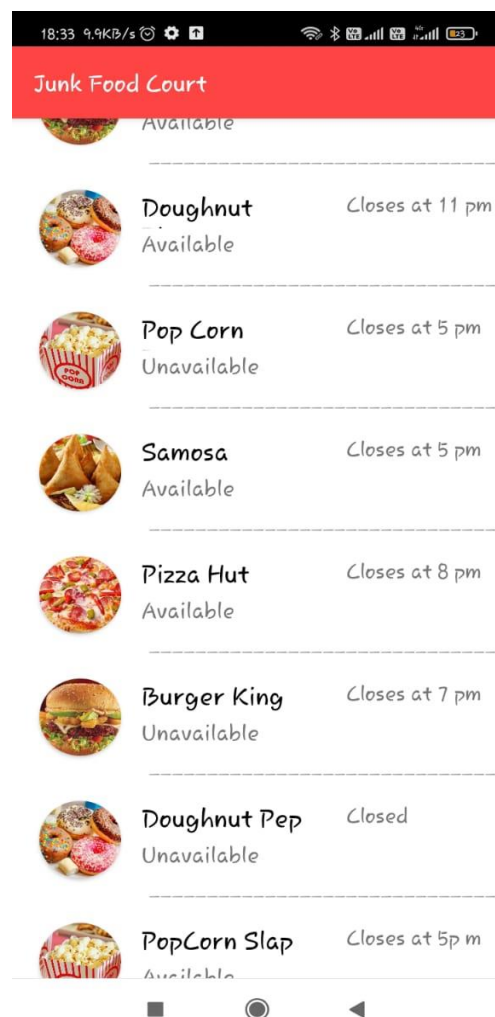 18:33 9.9KB/s
23
Junk Food Court
Available
Doughnut
Closes at 11 pm
Available
Pop Corn
Closes at 5 pm
Unavailable
Samosa
Closes at 5 pm
Available
Pizza Hut
Closes at 8 pm
Available
Burger King
Closes at 7 pm
Unavailable
Doughnut Pep
Closed
Unavailable
PopCorn Slap
Closes at 5p m
Available